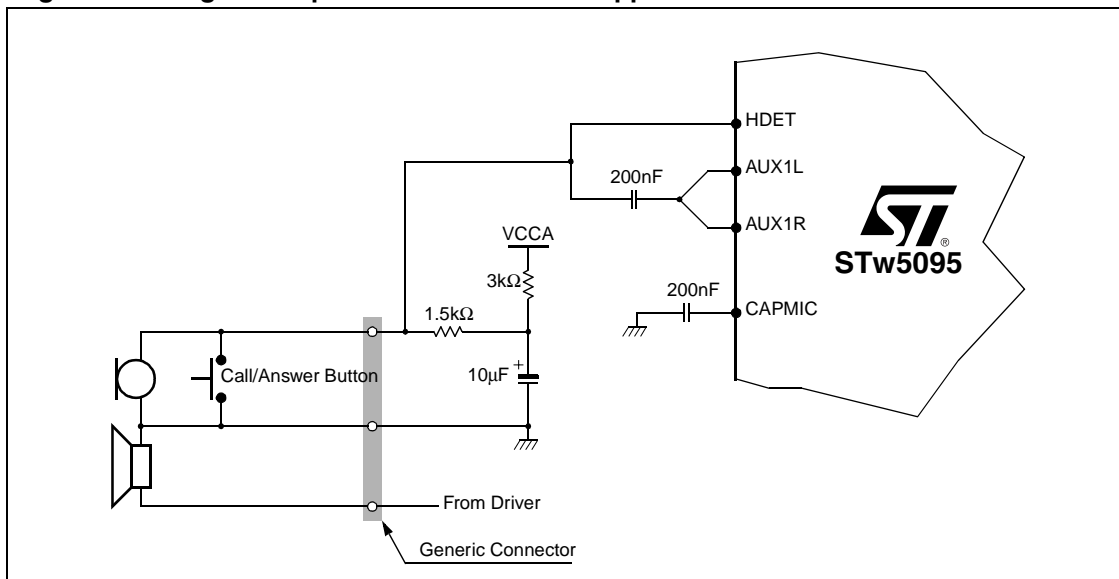 HDET
AUX1L
200nF
AUX1R
VCCA
ST
®
STw5095
3kΩ
200nF
CAPMIC
1.5kΩ
Call/Answer Button
10µF
+
From Driver
Generic Connector